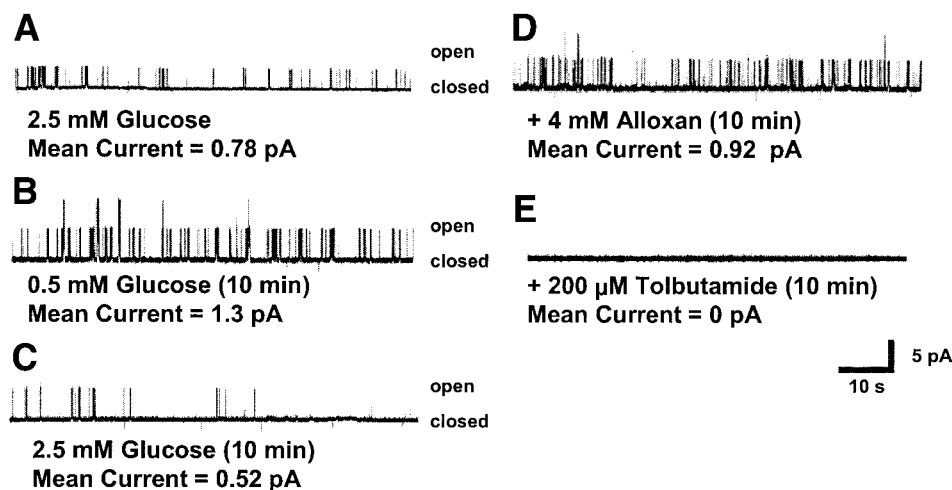 A
open
closed
2.5 mM Glucose
Mean Current = 0.78 pA
B
open
closed
0.5 mM Glucose (10 min)
Mean Current = 1.3 pA
C
open
closed
2.5 mM Glucose (10 min)
Mean Current = 0.52 pA
D
+ 4 mM Alloxan (10 min)
Mean Current = 0.92 pA
E
+ 200 µM Tolbutamide (10 min)
Mean Current = 0 pA
5 pA
10 s